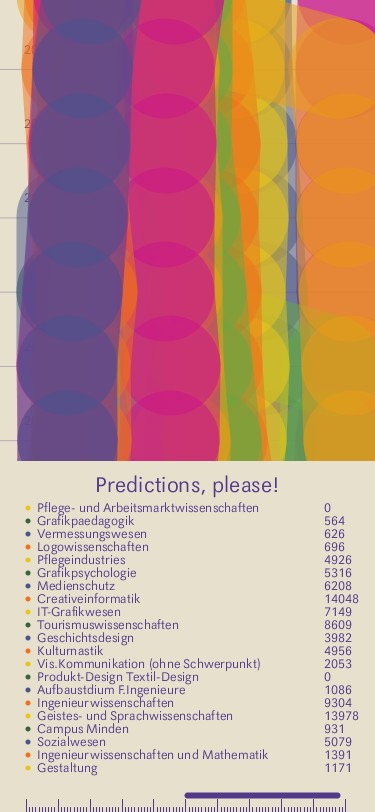 2
2
2
Predictions, please!
Pflege- und Arbeitsmarktwissenschaften 0
Grafikpaedagogik 564
Vermessungswesen 626
Logowissenschaften 696
Pflegeindustries 4926
Grafikpsychologie 5316
Medienschutz 6208
Creativeinformatik 14048
IT-Grafikwesen 7149
Tourismuswissenschaften 8609
Geschichtsdesign 3982
Kulturnastik 4956
Vis.Kommunikation (ohne Schwerpunkt) 2053
Produkt-Design Textil-Design 0
Aufbaustdium F.Ingenieure 1086
Ingenieurwissenschaften 9304
Geistes- und Sprachwissenschaften 13978
Campus Minden 931
Sozialwesen 5079
Ingenieurwissenschaften und Mathematik 1391
Gestaltung 1171